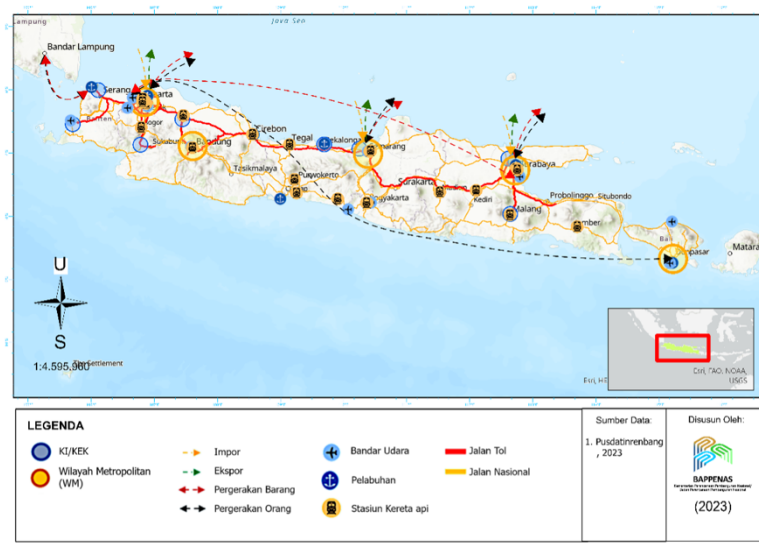 Lampung
Java Sea
Bandar Lampung
Serang
Jakarta
Banten
Bogor
Sukabumi
Bandung
Cirebon
Tegal
Pekalongan
Semarang
Surabaya
Tasikmalaya
Purwokerto
Surakarta
Kediri
Probolinggo
Situbondo
Malang
Jember
Yogyakarta
Bali
Denpasar
Matara
U
S
1:4.595,900
Settlement
Esri, FAO, NOAA,
USGS
LEGENDA
KI/KEK
Wilayah Metropolitan
(WM)
Impor
Ekspor
Pergerakan Barang
Pergerakan Orang
Bandar Udara
Pelabuhan
Stasiun Kereta api
Jalan Tol
Jalan Nasional
Sumber Data:
1. Pusdatinrenbang
, 2023
Disusun Oleh:
BAPPENAS
(2023)